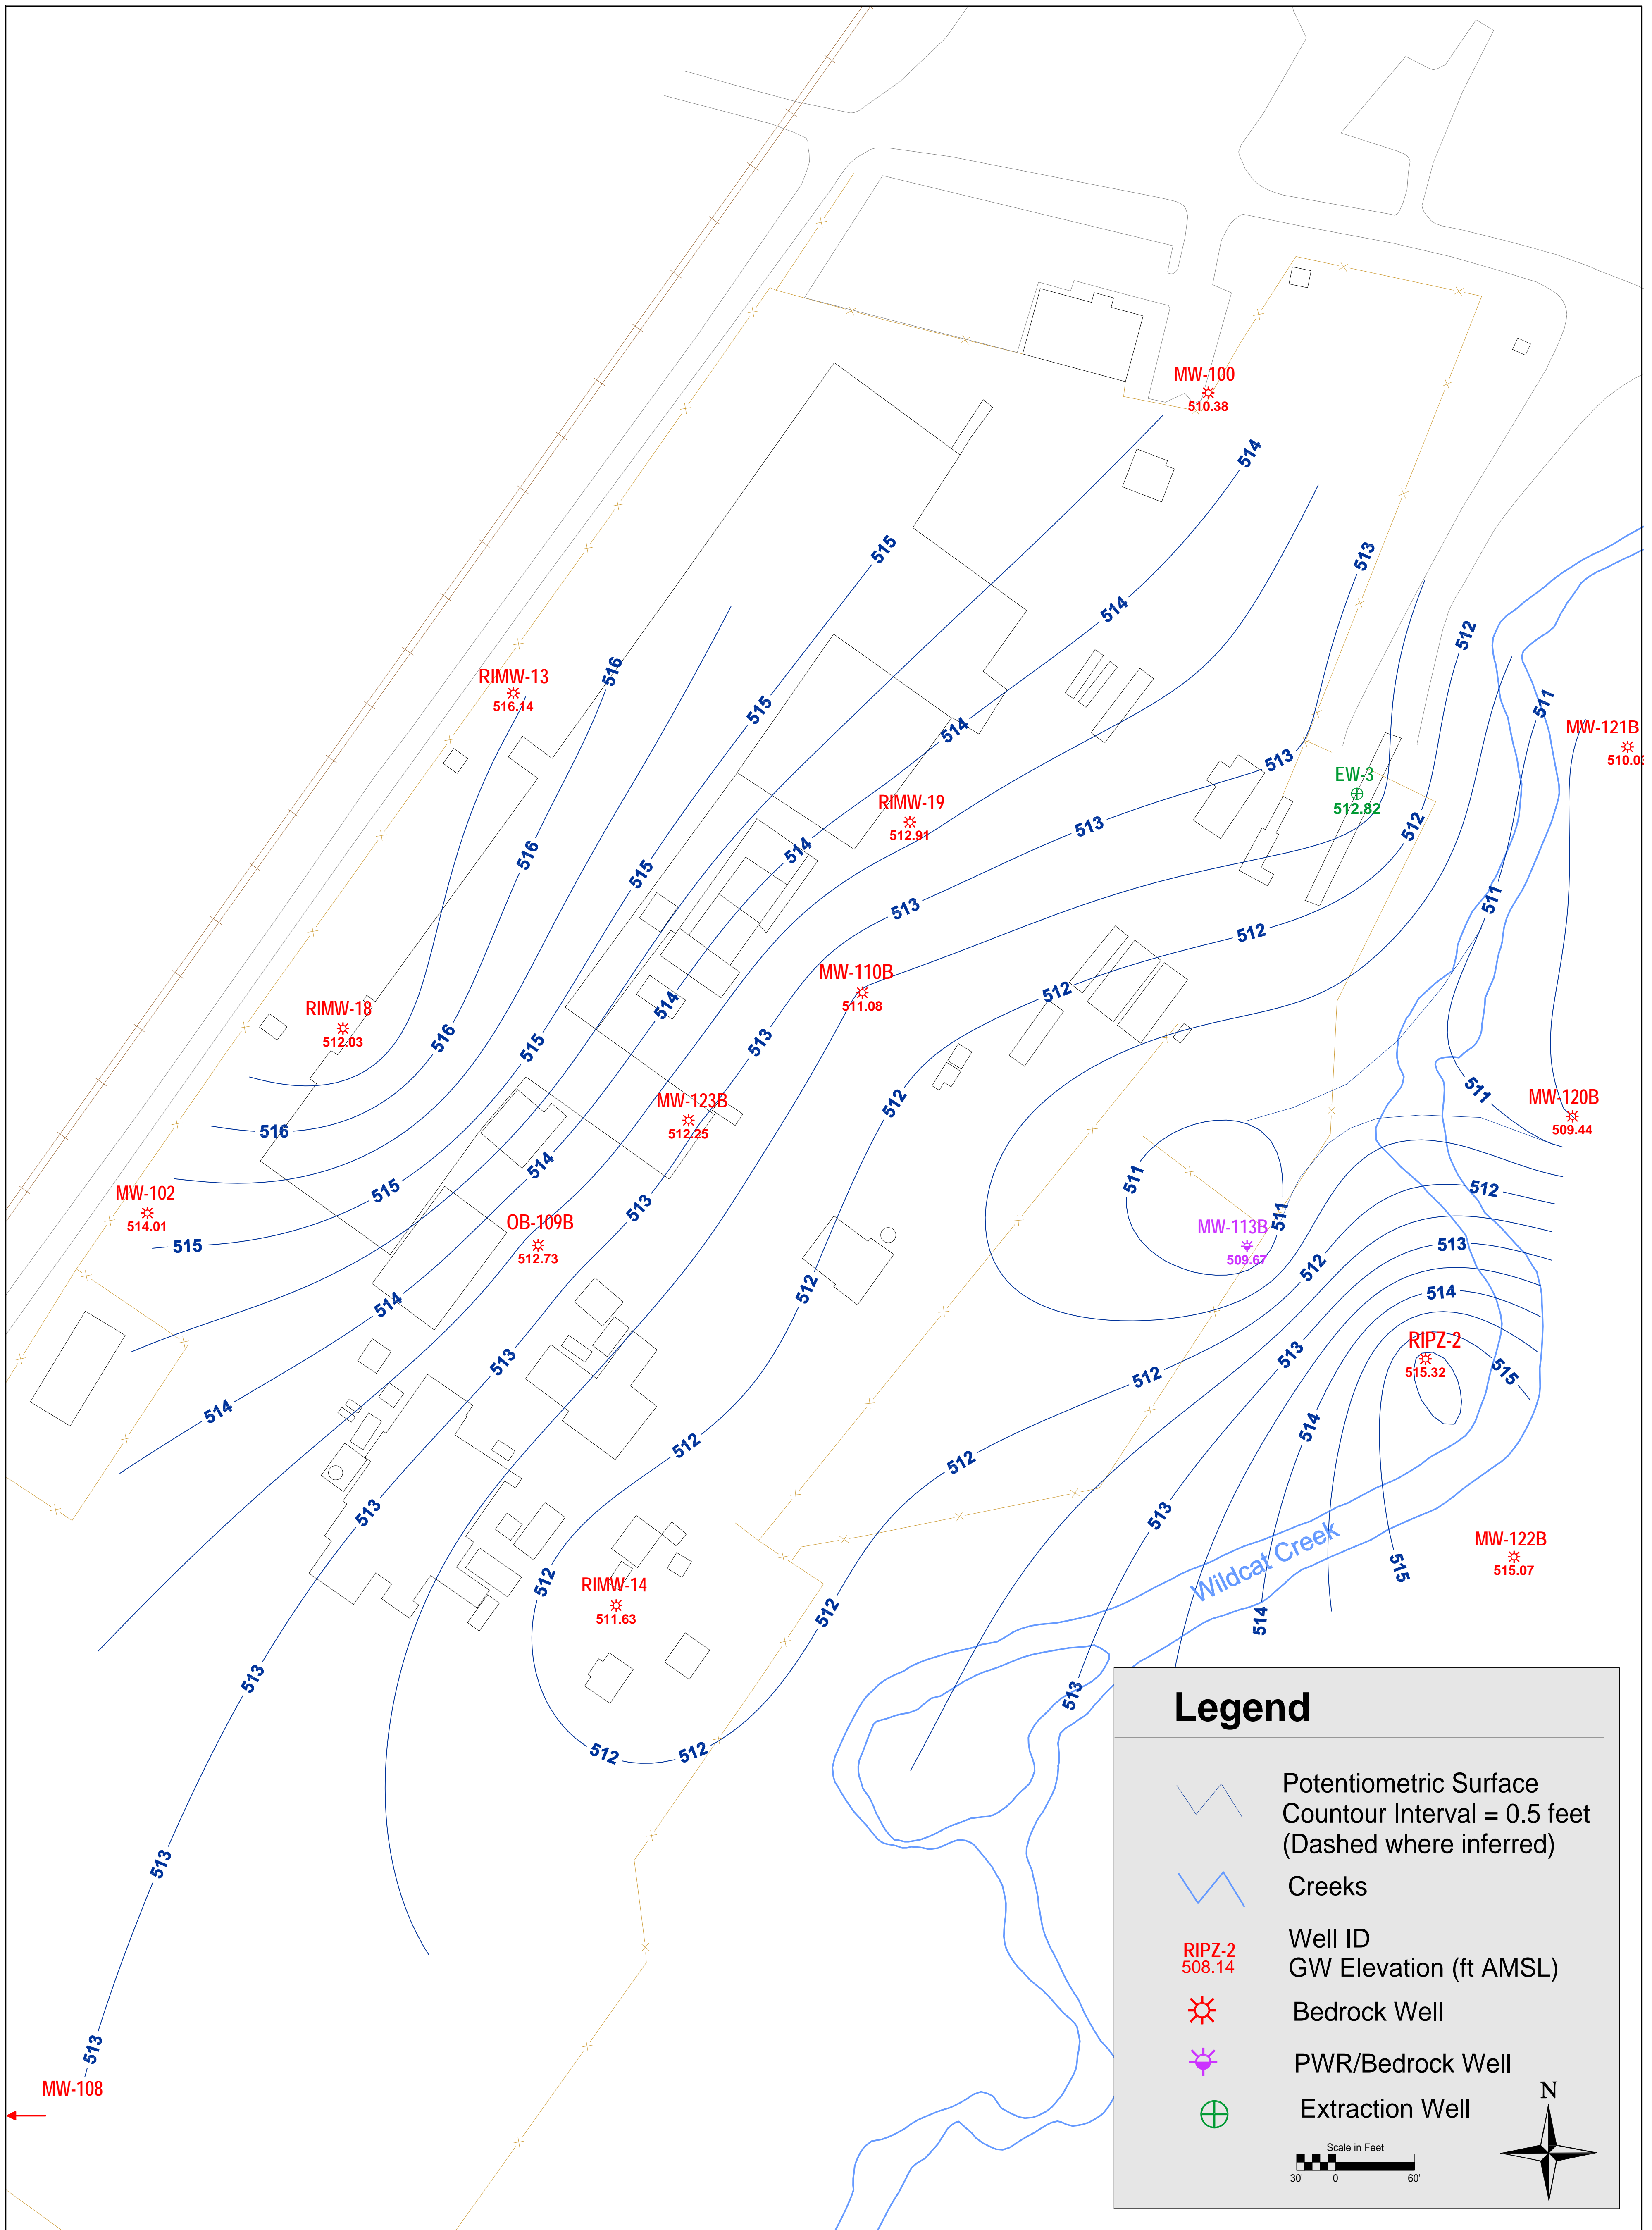 MW-100
510.38
514
515
513
514
512
516
RIMW-13
516.14
511
515
514
MW-121B
510.0
513
EW-3
512.82
RIMW-19
512.91
513
512
514
516
515
511
513
512
MW-110B
511.08
512
514
RIMW-18
512.03
516
513
515
511
MW-120B
509.44
512
MW-123B
512.25
516
514
511
512
515
MW-102
514.01
513
511
OB-109B
512.73
MW-113B
509.67
515
513
512
512
514
514
RIPZ-2
515.32
513
513
515
512
514
514
512
512
513
513
Wildcat Creek
MW-122B
515.07
515
512
RIMW-14
511.63
512
514
513
513
512
512
Legend
Potentiometric Surface
Countour Interval = 0.5 feet
(Dashed where inferred)
513
Creeks
Well ID
RIPZ-2
508.14
GW Elevation (ft AMSL)
Bedrock Well
513
PWR/Bedrock Well
MW-108
Extraction Well
N
Scale in Feet
30' 0 60'